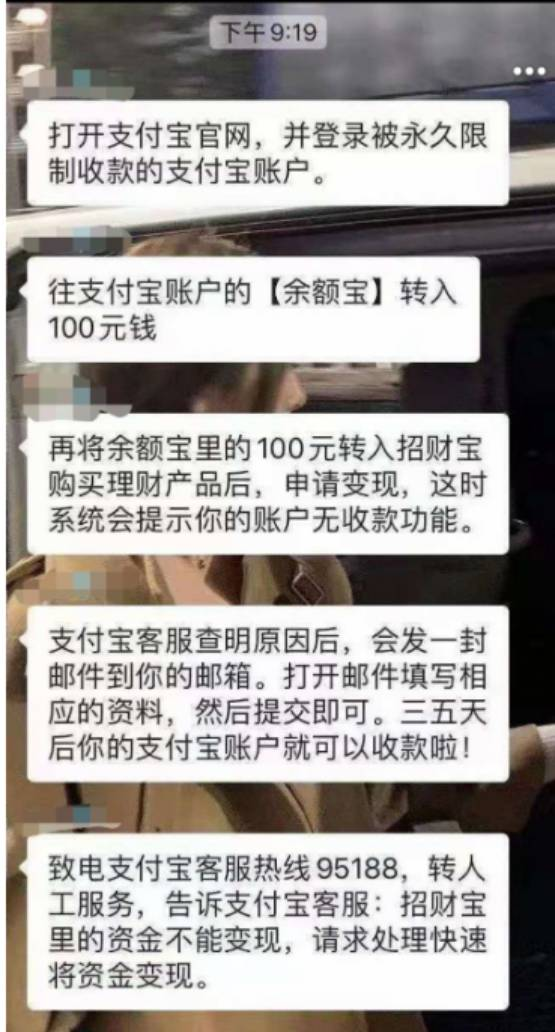 下午9:19
打开支付宝官网，并登录被永久限
制收款的支付宝账户。
往支付宝账户的【余额宝】转入
100元钱
再将余额宝里的100元转入招财宝
购买理财产品后，申请变现，这时
系统会提示你的账户无收款功能。
支付宝客服查明原因后，会发一封
邮件到你的邮箱。打开邮件填写相
应的资料，然后提交即可。三五天
后你的支付宝账户就可以收款啦！
致电支付宝客服热线95188，转人
工服务，告诉支付宝客服：招财宝
里的资金不能变现，请求处理快速
将资金变现。